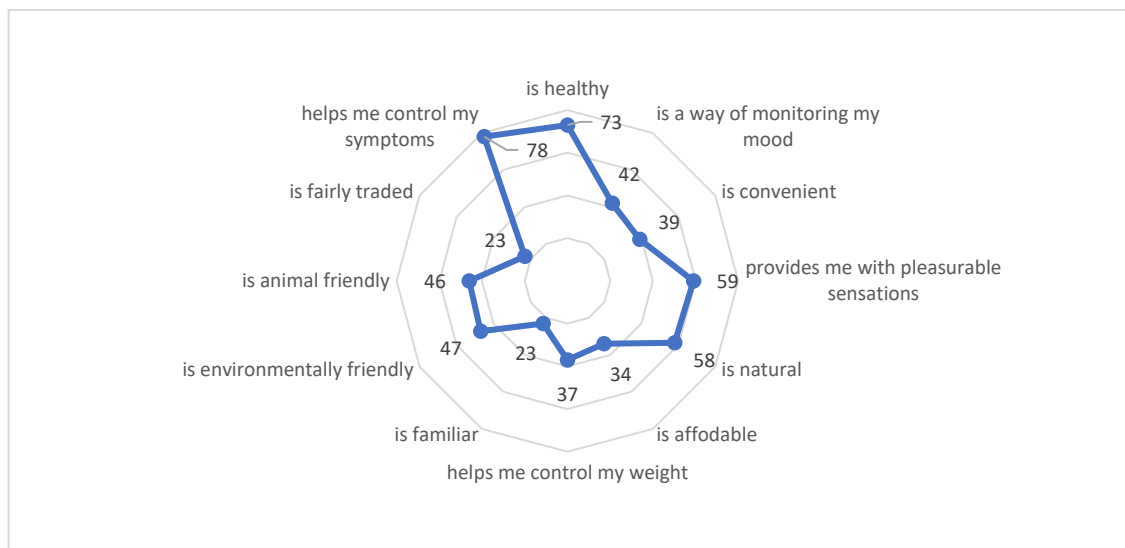 is healthy
73
is a way of monitoring my
mood
42
is convenient
39
provides me with pleasurable
sensations
59
is natural
58
is affodable
34
helps me control my weight
37
is familiar
23
is environmentally friendly
47
is animal friendly
46
is fairly traded
23
helps me control my
symptoms
78